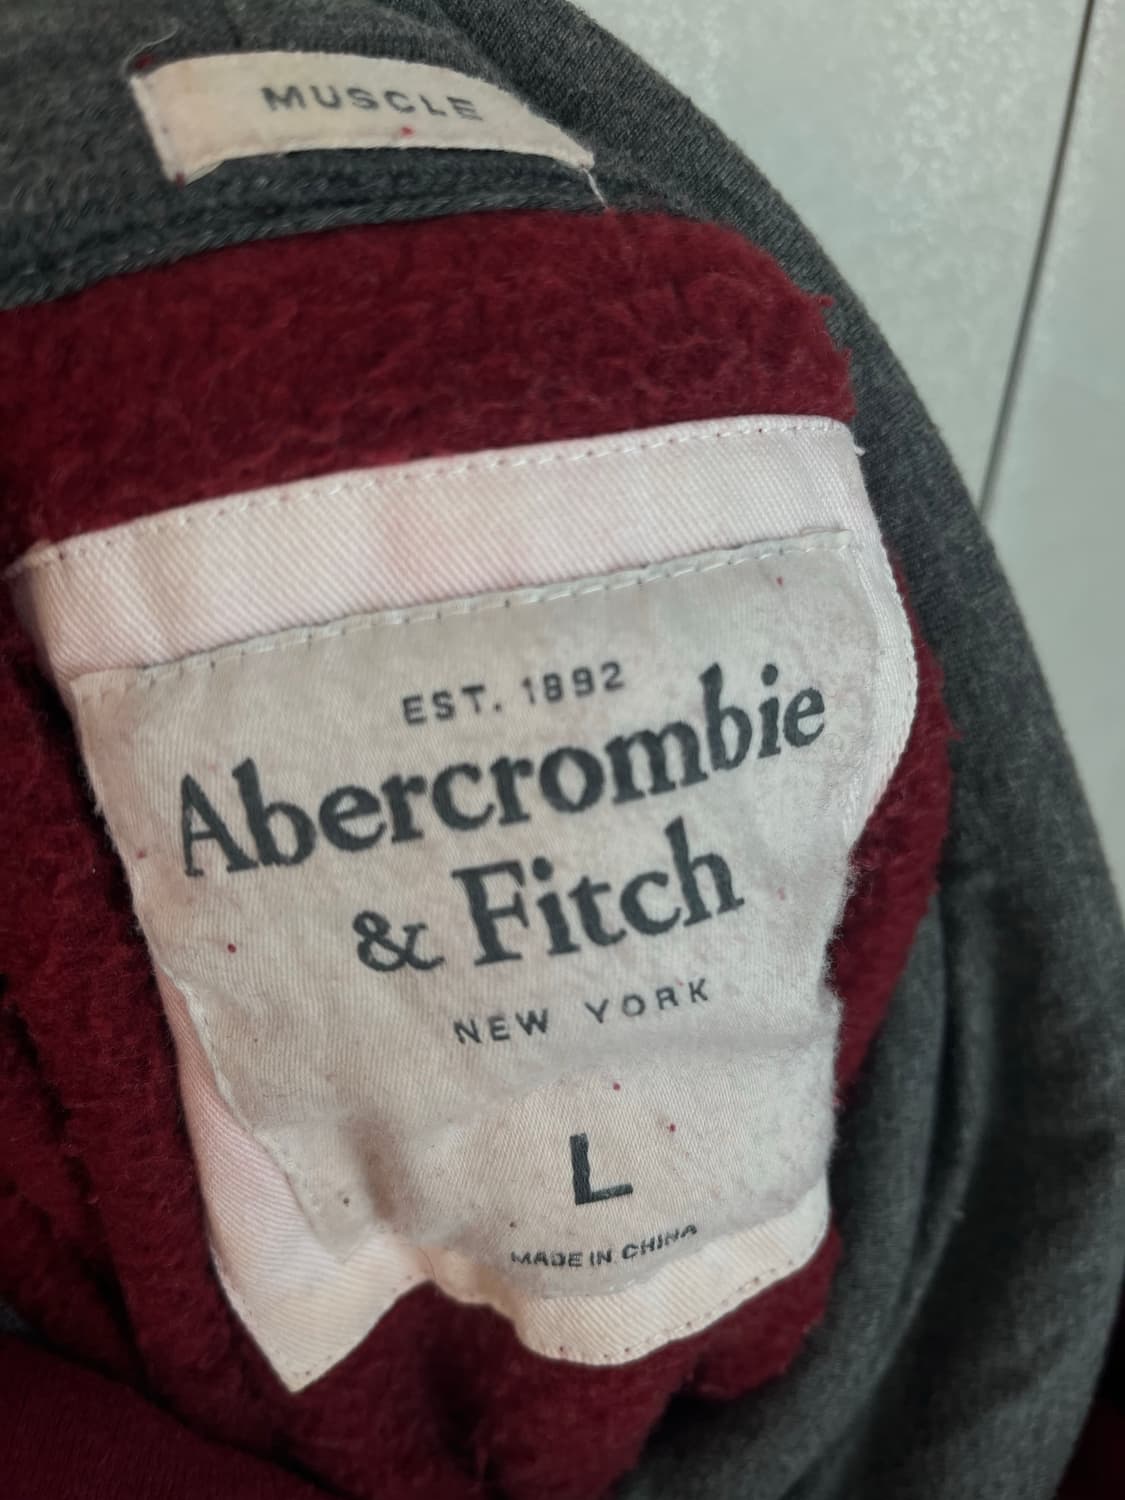 MUSCLE
EST. 1892
Abercrombie
& Fitch
NEW YORK
L
MADE IN CHINA